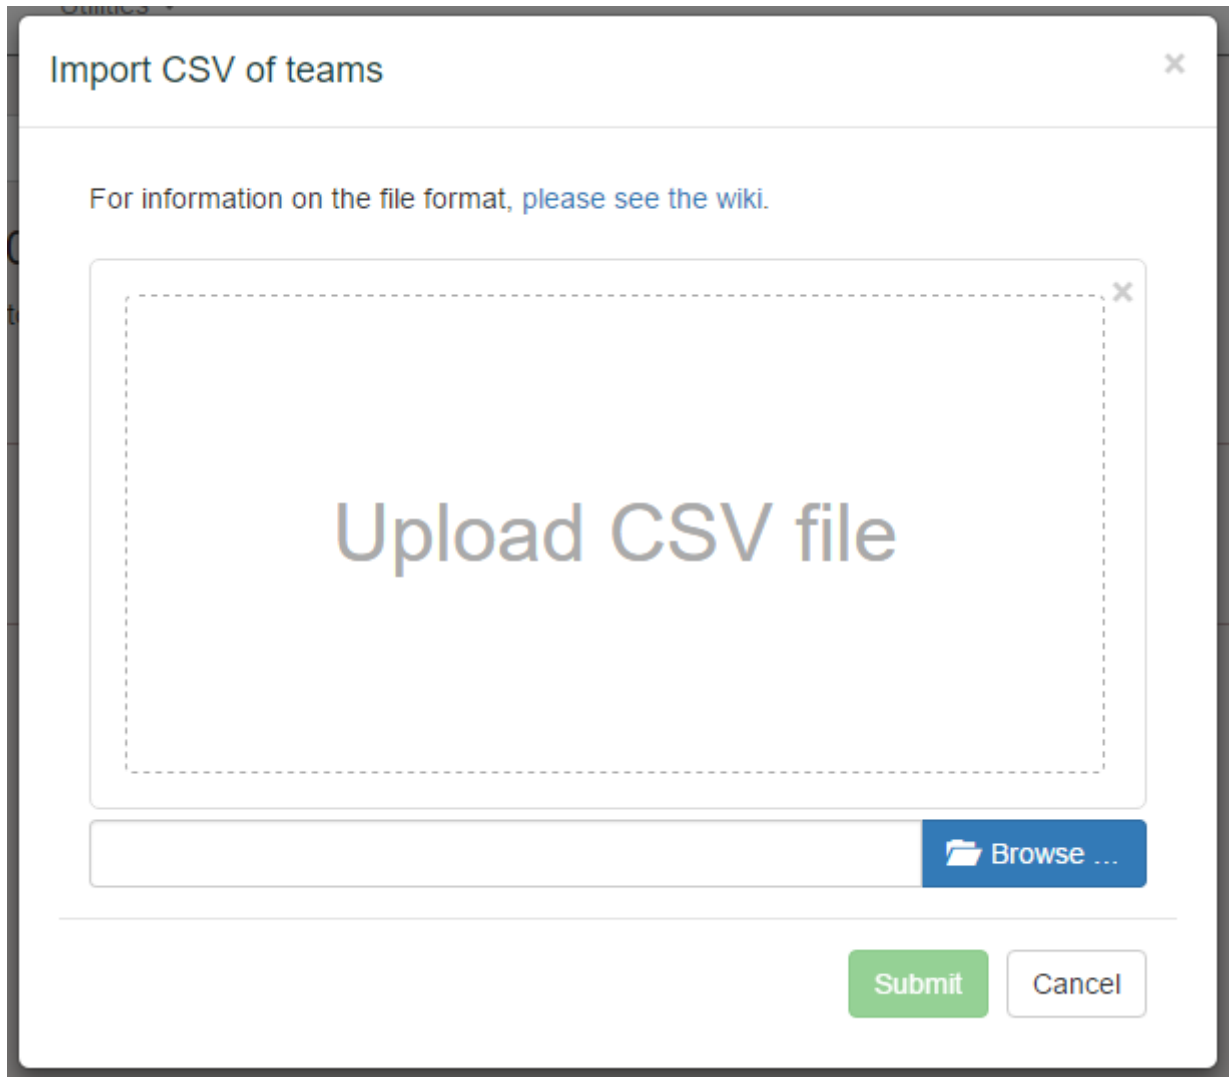 Utilities
Import CSV of teams
×
For information on the file format, please see the wiki.
×
Upload CSV file
Browse ...
Submit
Cancel